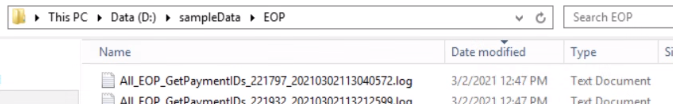 This PC ▸ Data (D:) ▸ sampleData ▸ EOP
Search EOP
Name Date modified Type
All_EOP_GetPaymentIDs_221797_20210302113040572.log 3/2/2021 12:47 PM Text Document
All_EOP_GetPaymentIDs_221932_20210302113212599.log 3/2/2021 12:47 PM Text Document